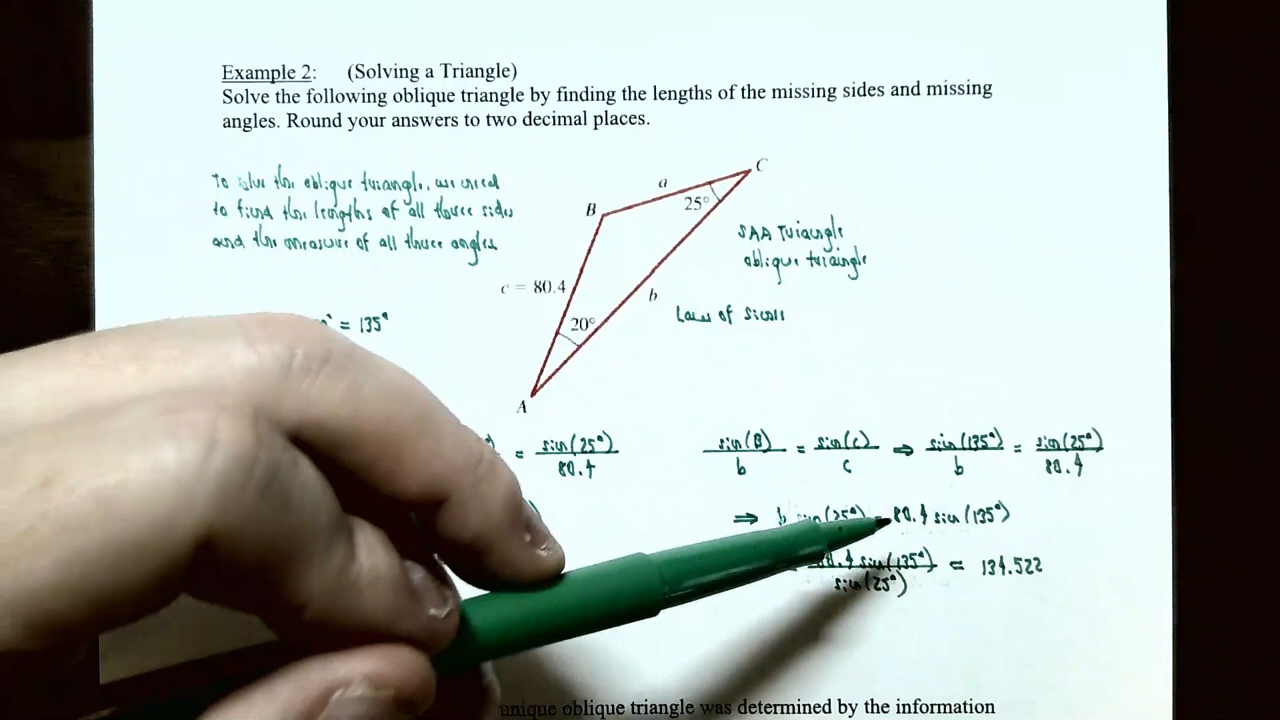 Example 2: (Solving a Triangle)
Solve the following oblique triangle by finding the lengths of the missing sides and missing
angles. Round your answers to two decimal places.
To solve the oblique triangle, we need
to find the lengths of all three sides
and the measure of all three angles
C
a
B
25°
SAA Triangle
oblique triangle
c = 80.4
b
Law of Sines
20°
= 135°
A
= sin(25°) / 80.4
sin(B) / b = sin(C) / c ⇒ sin(135°) / b = sin(25°) / 80.4
⇒ b sin(25°) 80.4 sin(135°)
80.4 sin(135°) / sin(25°) = 134.522
unique oblique triangle was determined by the information